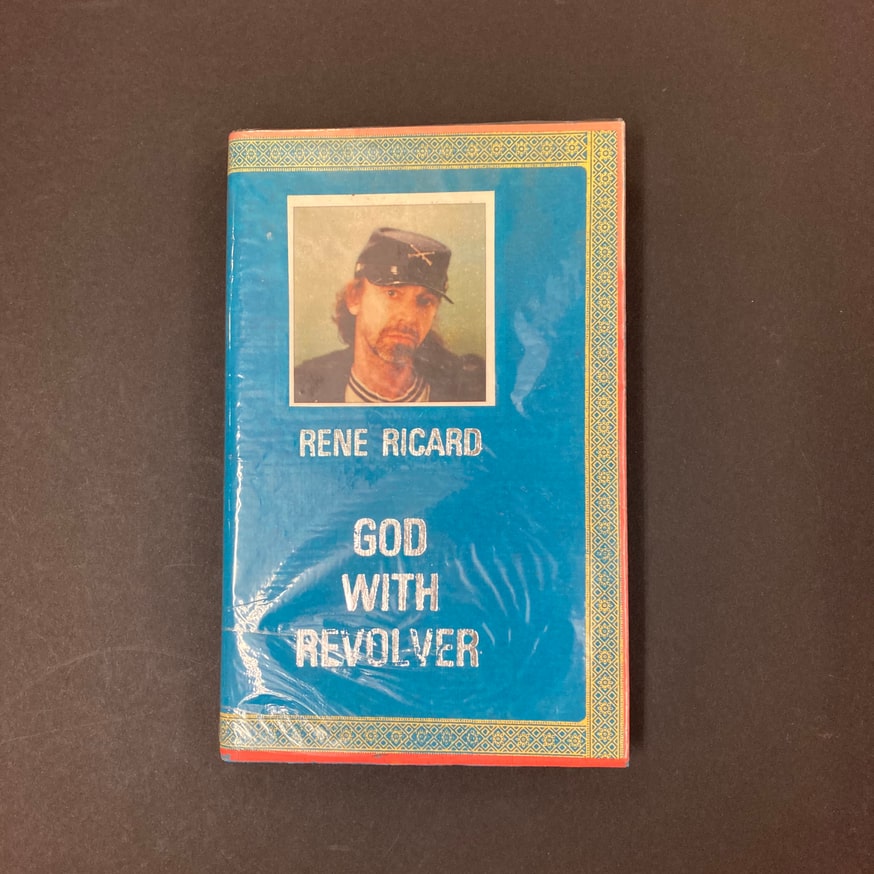 RENE RICARD
GOD
WITH
REVOLVER